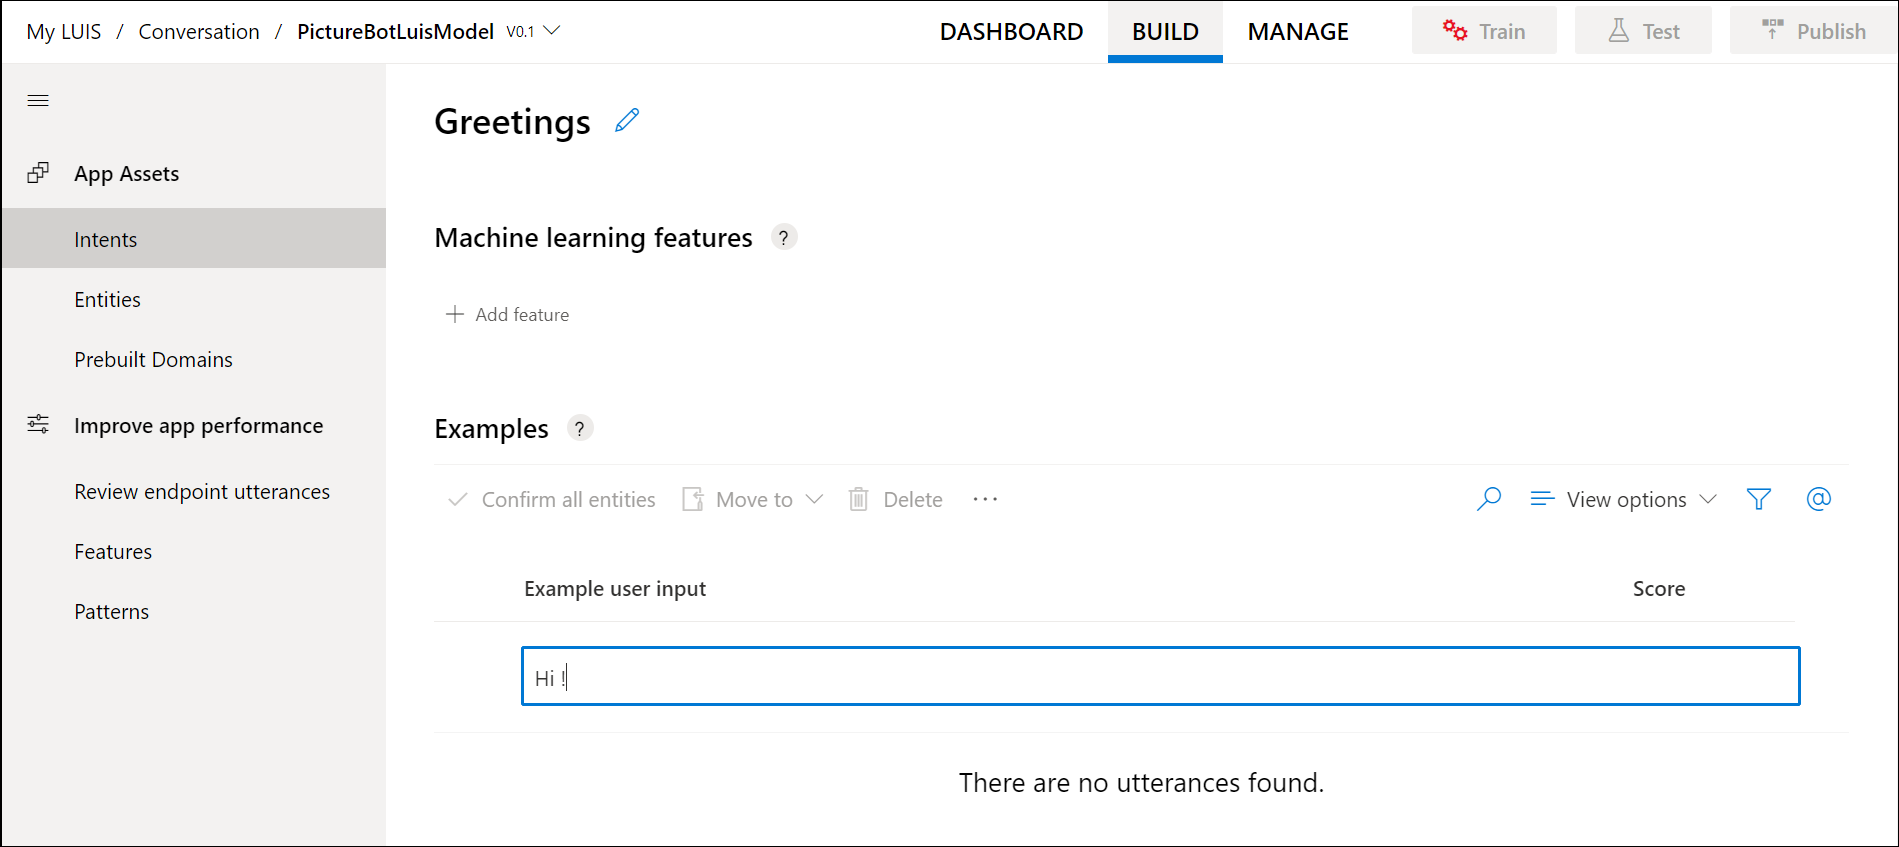 My LUIS / Conversation / PictureBotLuisModel V0.1
DASHBOARD BUILD MANAGE Train Test Publish
App Assets
Intents
Entities
Prebuilt Domains
Improve app performance
Review endpoint utterances
Features
Patterns
Greetings
Machine learning features ?
+ Add feature
Examples ?
Confirm all entities Move to Delete ··· View options @
Example user input Score
Hi !
There are no utterances found.